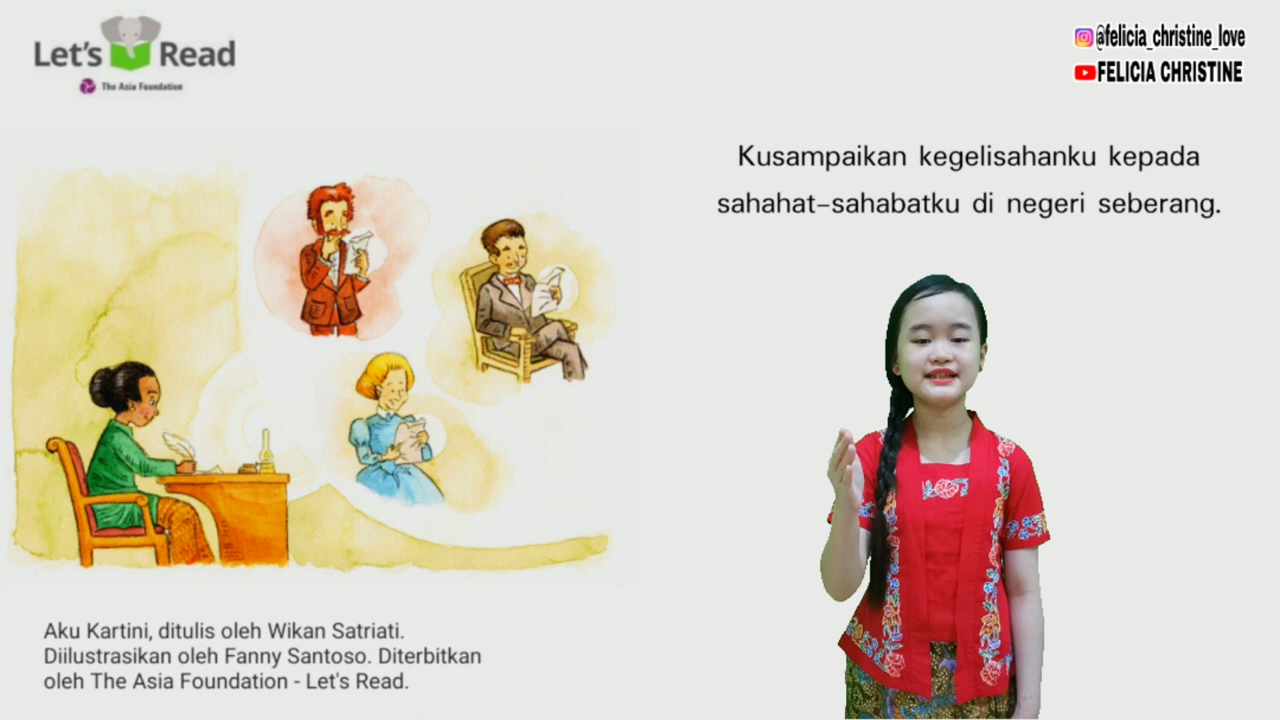 Let's Read
The Asia Foundation
@felicia_christine_love
FELICIA CHRISTINE
Kusampaikan kegelisahanku kepada
sahahat-sahabatku di negeri seberang.
Aku Kartini, ditulis oleh Wikan Satriati.
Diilustrasikan oleh Fanny Santoso. Diterbitkan
oleh The Asia Foundation - Let's Read.